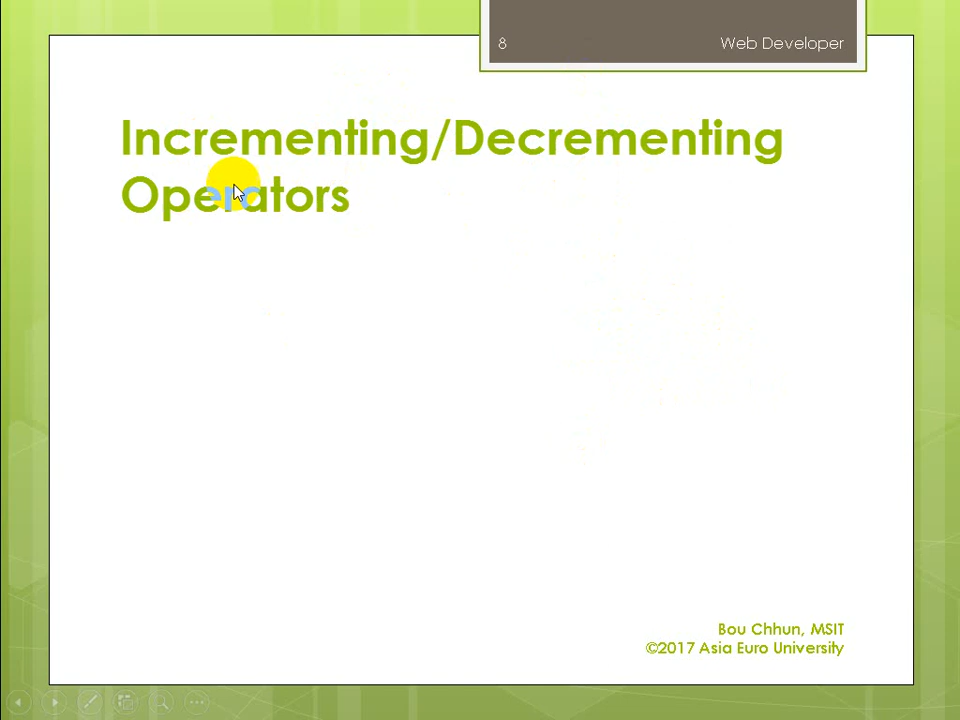 8 Web Developer
Incrementing/Decrementing
Operators
Bou Chhun, MSIT
©2017 Asia Euro University